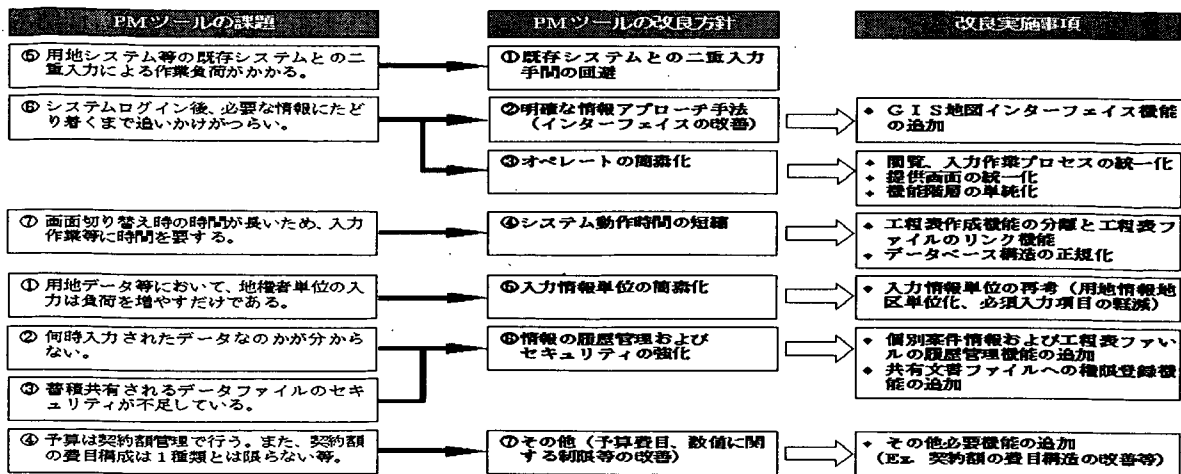 PMツールの課題
⑤ 用地システム等の既存システムとの二
重入力による作業負荷がかかる。
⑥ システムログイン後、必要な情報にたど
り着くまで追いかけがつらい。
⑦ 画面切り替え時の時間が長いため、入力
作業等に時間を要する。
① 用地データ等において、地権者単位の入
力は負荷を増やすだけである。
② 何時入力されたデータなのかが分から
ない。
③ 蓄積共有されるデータファイルのセキ
ュリティが不足している。
④ 予算は契約額管理で行う。また、契約額
の費目構成は1種類とは限らない等。
PMツールの改良方針
①既存システムとの二重入力
手間の回避
②明確な情報アプローチ手法
（インターフェイスの改善）
③オペレートの簡素化
④システム動作時間の短縮
⑤入力情報単位の簡素化
⑥情報の履歴管理および
セキュリティの強化
⑦その他（予算費目、数値に関
する制限等の改善）
改良実施事項
◆ GIS地図インターフェイス機能
の追加
◆ 閲覧、入力作業プロセスの統一化
◆ 提供画面の統一化
◆ 機能階層の単純化
◆ 工程表作成機能の分離と工程表フ
ァイルのリンク機能
◆ データベース構造の正規化
◆ 入力情報単位の再考（用地情報地
区単位化、必須入力項目の軽減）
◆ 個別案件情報および工程表ファイ
ルの履歴管理機能の追加
◆ 共有文書ファイルへの権限登録機
能の追加
◆ その他必要機能の追加
（Ex. 契約額の費目構造の改善等）